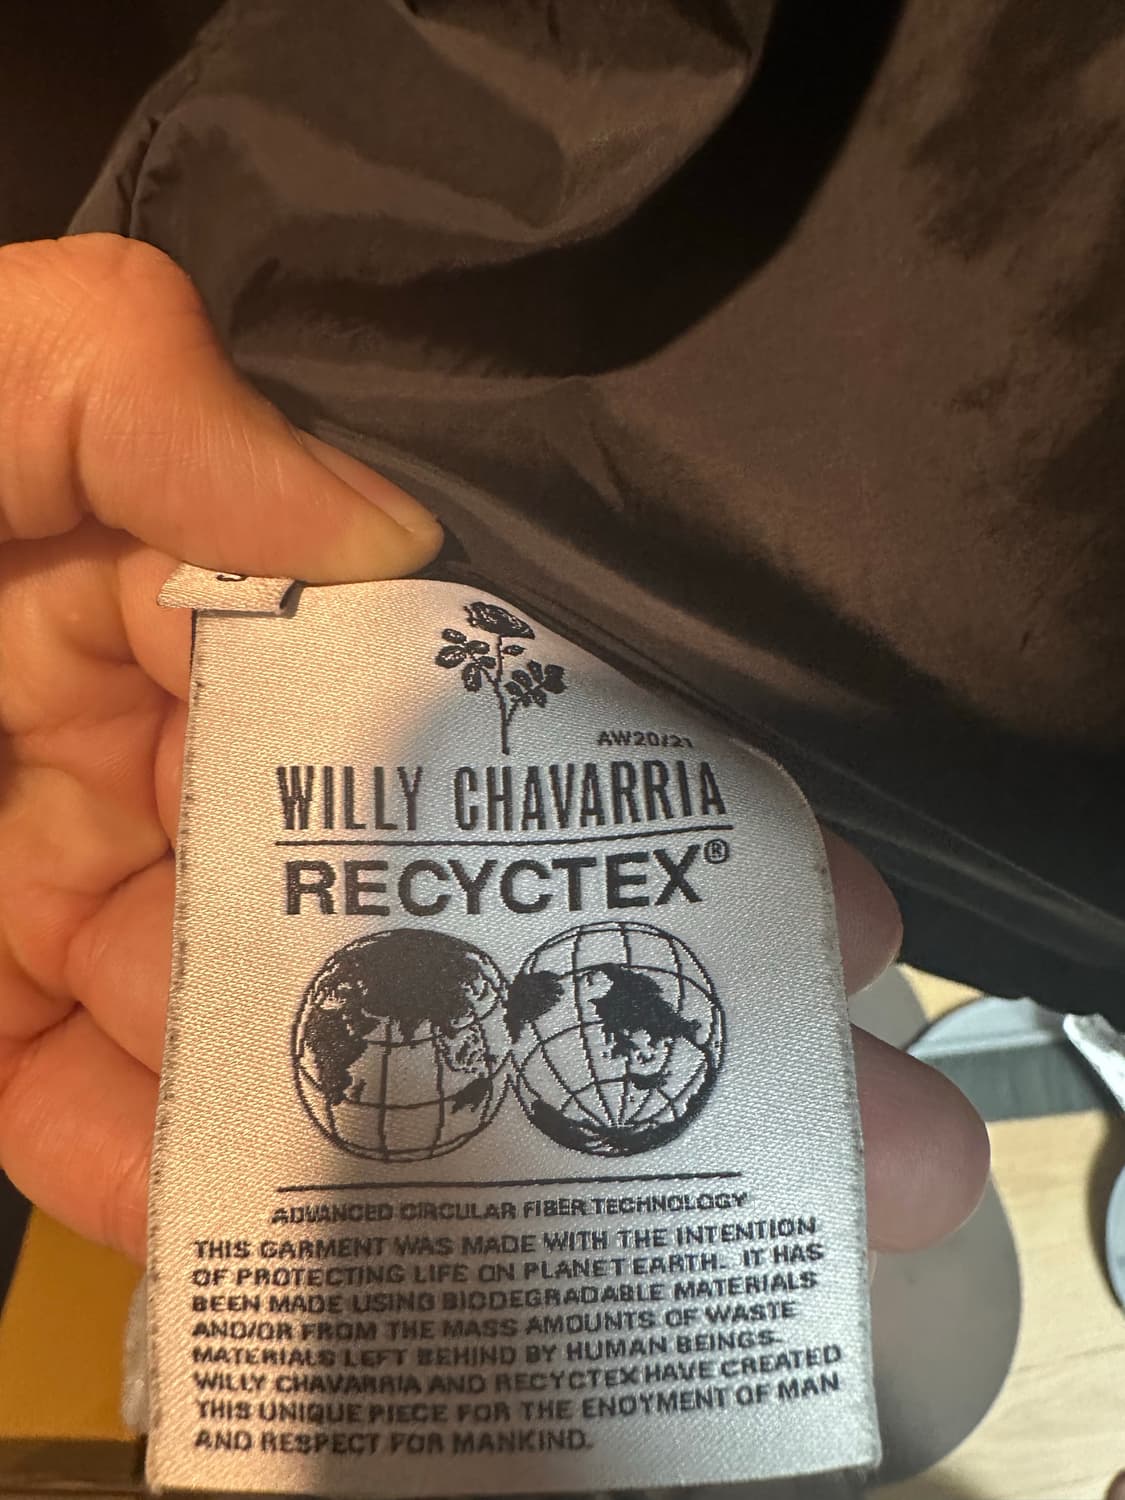 S
AW20/21
WILLY CHAVARRIA
RECYCTEX®
ADVANCED CIRCULAR FIBER TECHNOLOGY
THIS GARMENT WAS MADE WITH THE INTENTION
OF PROTECTING LIFE ON PLANET EARTH. IT HAS
BEEN MADE USING BIODEGRADABLE MATERIALS
AND/OR FROM THE MASS AMOUNTS OF WASTE
MATERIALS LEFT BEHIND BY HUMAN BEINGS.
WILLY CHAVARRIA AND RECYCTEX HAVE CREATED
THIS UNIQUE PIECE FOR THE ENOYMENT OF MAN
AND RESPECT FOR MANKIND.